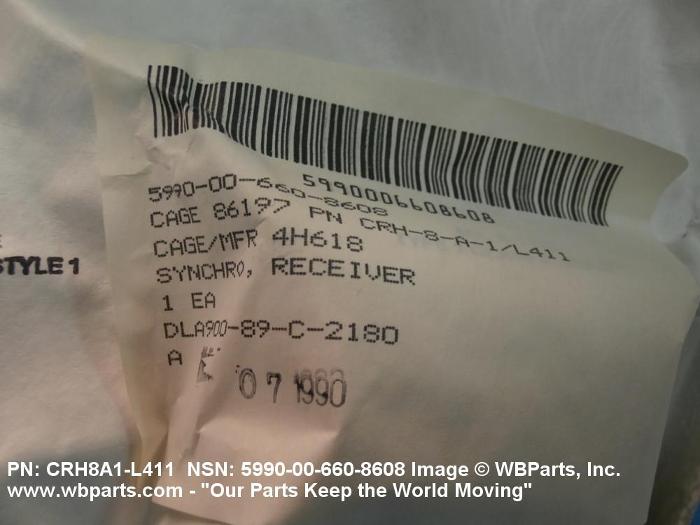 5990006608608
5990-00-660-8608
CAGE 86197 PN CRH-8-A-1/L411
CAGE/MFR 4H618
SYNCHRO, RECEIVER
1 EA
DLA900-89-C-2180
A
07 1990
STYLE 1
PN: CRH8A1-L411 NSN: 5990-00-660-8608 Image © WBParts, Inc.
www.wbparts.com - "Our Parts Keep the World Moving"